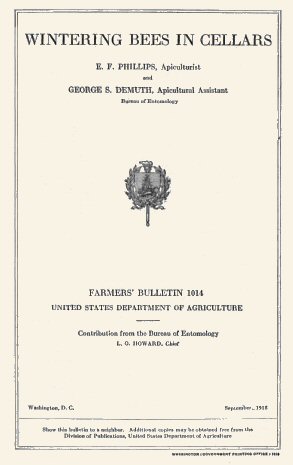 WINTERING BEES IN CELLARS
E. F. PHILLIPS, Apiculturist
and
GEORGE S. DEMUTH, Apicultural Assistant
Bureau of Entomology
FARMERS' BULLETIN 1014
UNITED STATES DEPARTMENT OF AGRICULTURE
Contribution from the Bureau of Entomology
L. O. HOWARD, Chief
Washington, D. C. September, 1918
Show this bulletin to a neighbor. Additional copies may be obtained free from the
Division of Publications, United States Department of Agriculture
WASHINGTON : GOVERNMENT PRINTING OFFICE : 1918